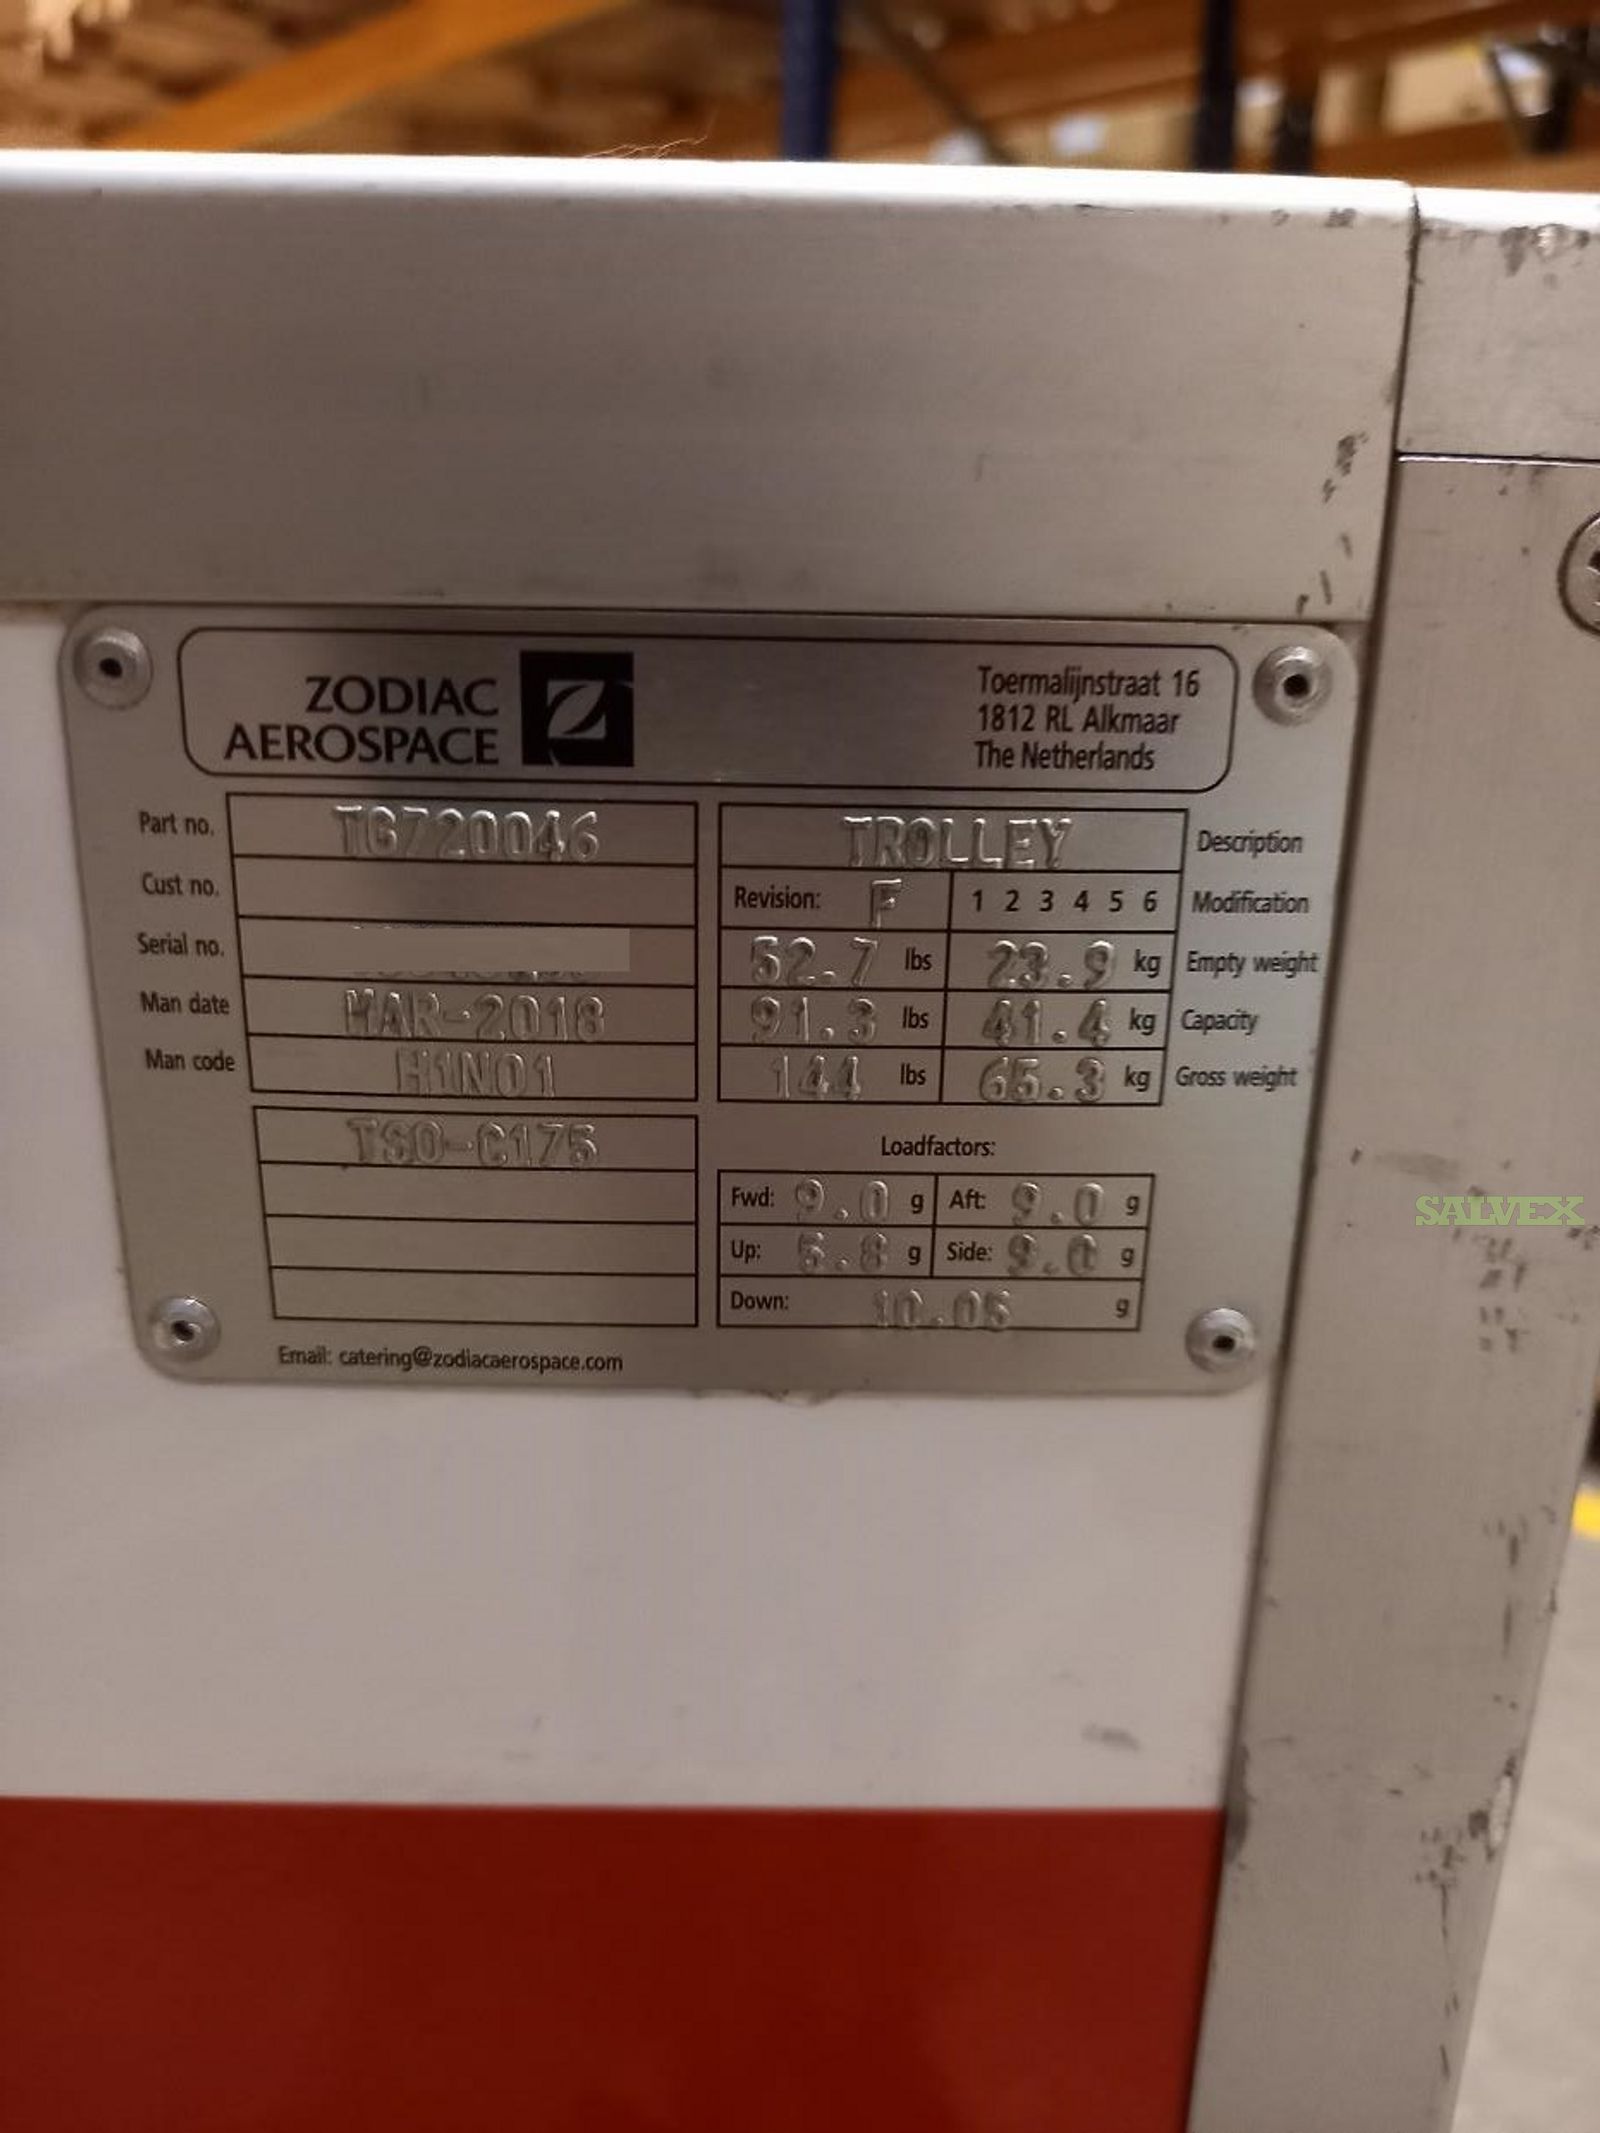 ZODIAC
AEROSPACE
Toermalijnstraat 16
1812 RL Alkmaar
The Netherlands
Part no. TG720046
Cust no.
Serial no.
Man date MAR-2018
Man code H1N01
TSO-C175
TROLLEY Description
Revision: F 1 2 3 4 5 6 Modification
52.7 lbs 23.9 kg Empty weight
91.3 lbs 41.4 kg Capacity
144 lbs 65.3 kg Gross weight
Loadfactors:
Fwd: 9.0 g Aft: 9.0 g
Up: g Side: 9.0 g
Down: 10.05 g
Email: catering@zodiacaerospace.com
SALVEX